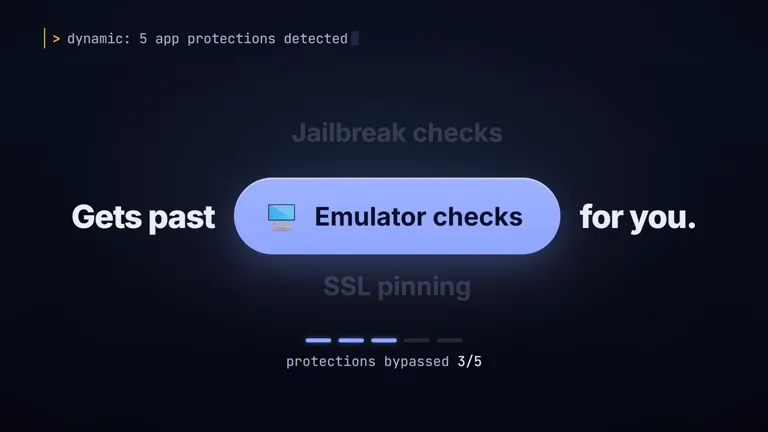 > dynamic: 5 app protections detected
Jailbreak checks
Gets past Emulator checks for you.
SSL pinning
protections bypassed 3/5